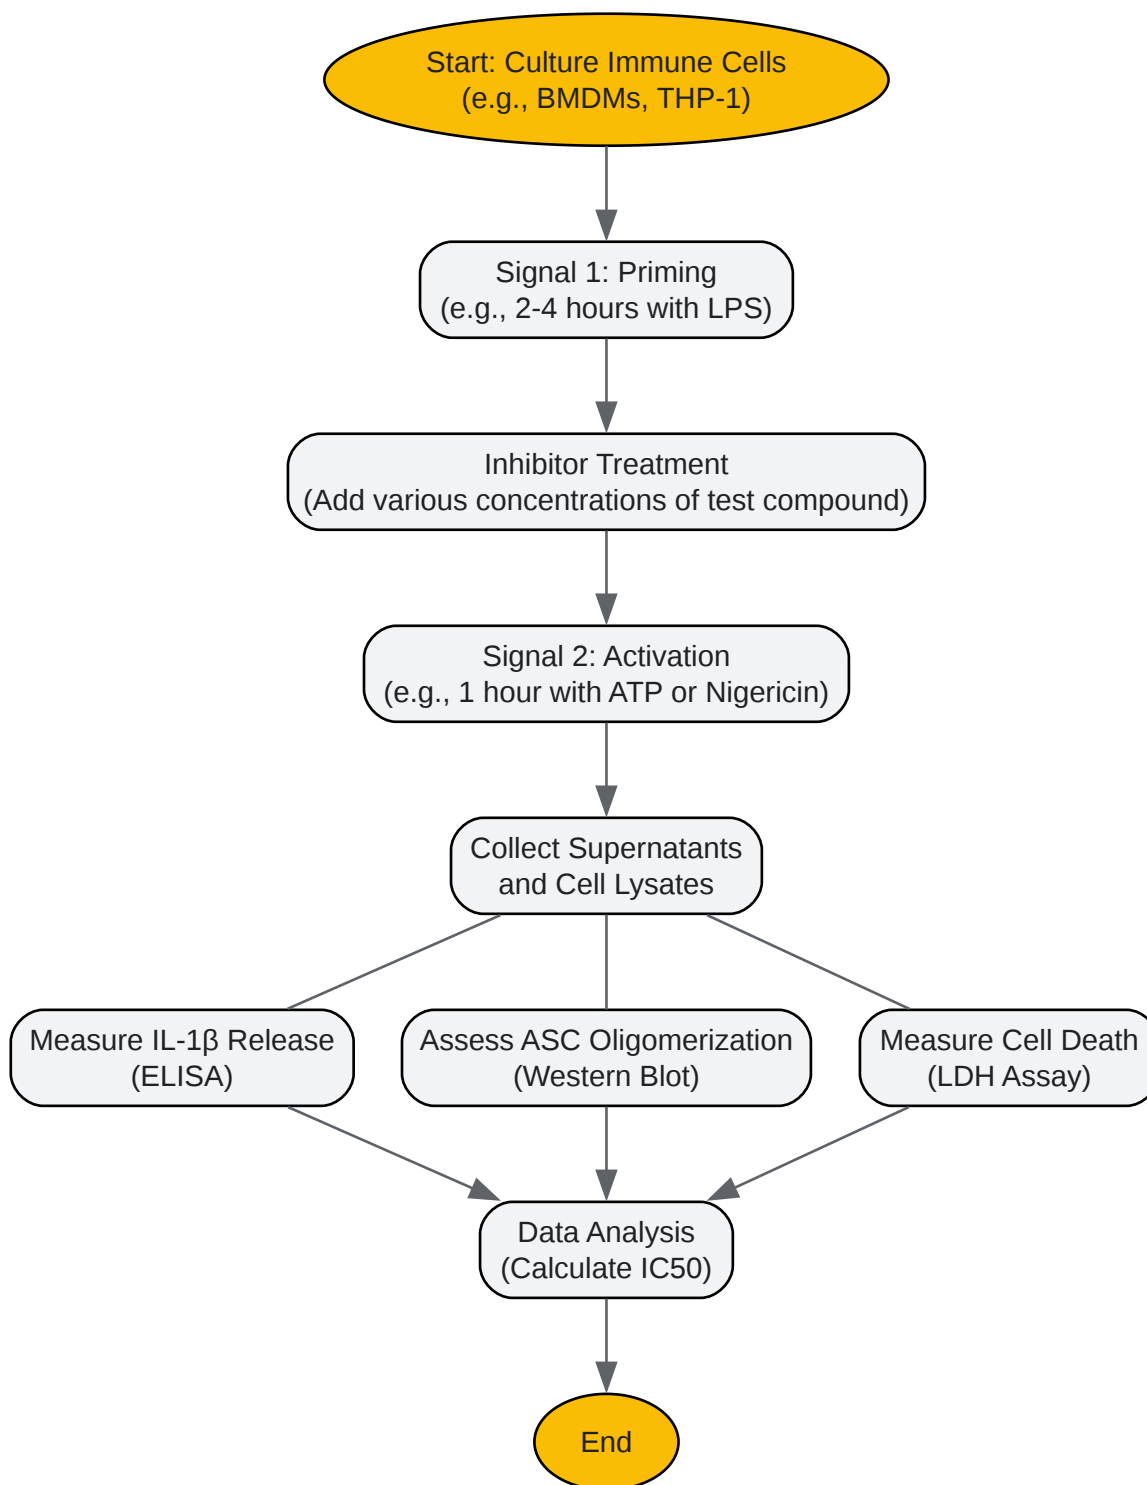 Start: Culture Immune Cells
(e.g., BMDMs, THP-1)
Signal 1: Priming
(e.g., 2-4 hours with LPS)
Inhibitor Treatment
(Add various concentrations of test compound)
Signal 2: Activation
(e.g., 1 hour with ATP or Nigericin)
Collect Supernatants
and Cell Lysates
Measure IL-1β Release
(ELISA)
Assess ASC Oligomerization
(Western Blot)
Measure Cell Death
(LDH Assay)
Data Analysis
(Calculate IC50)
End